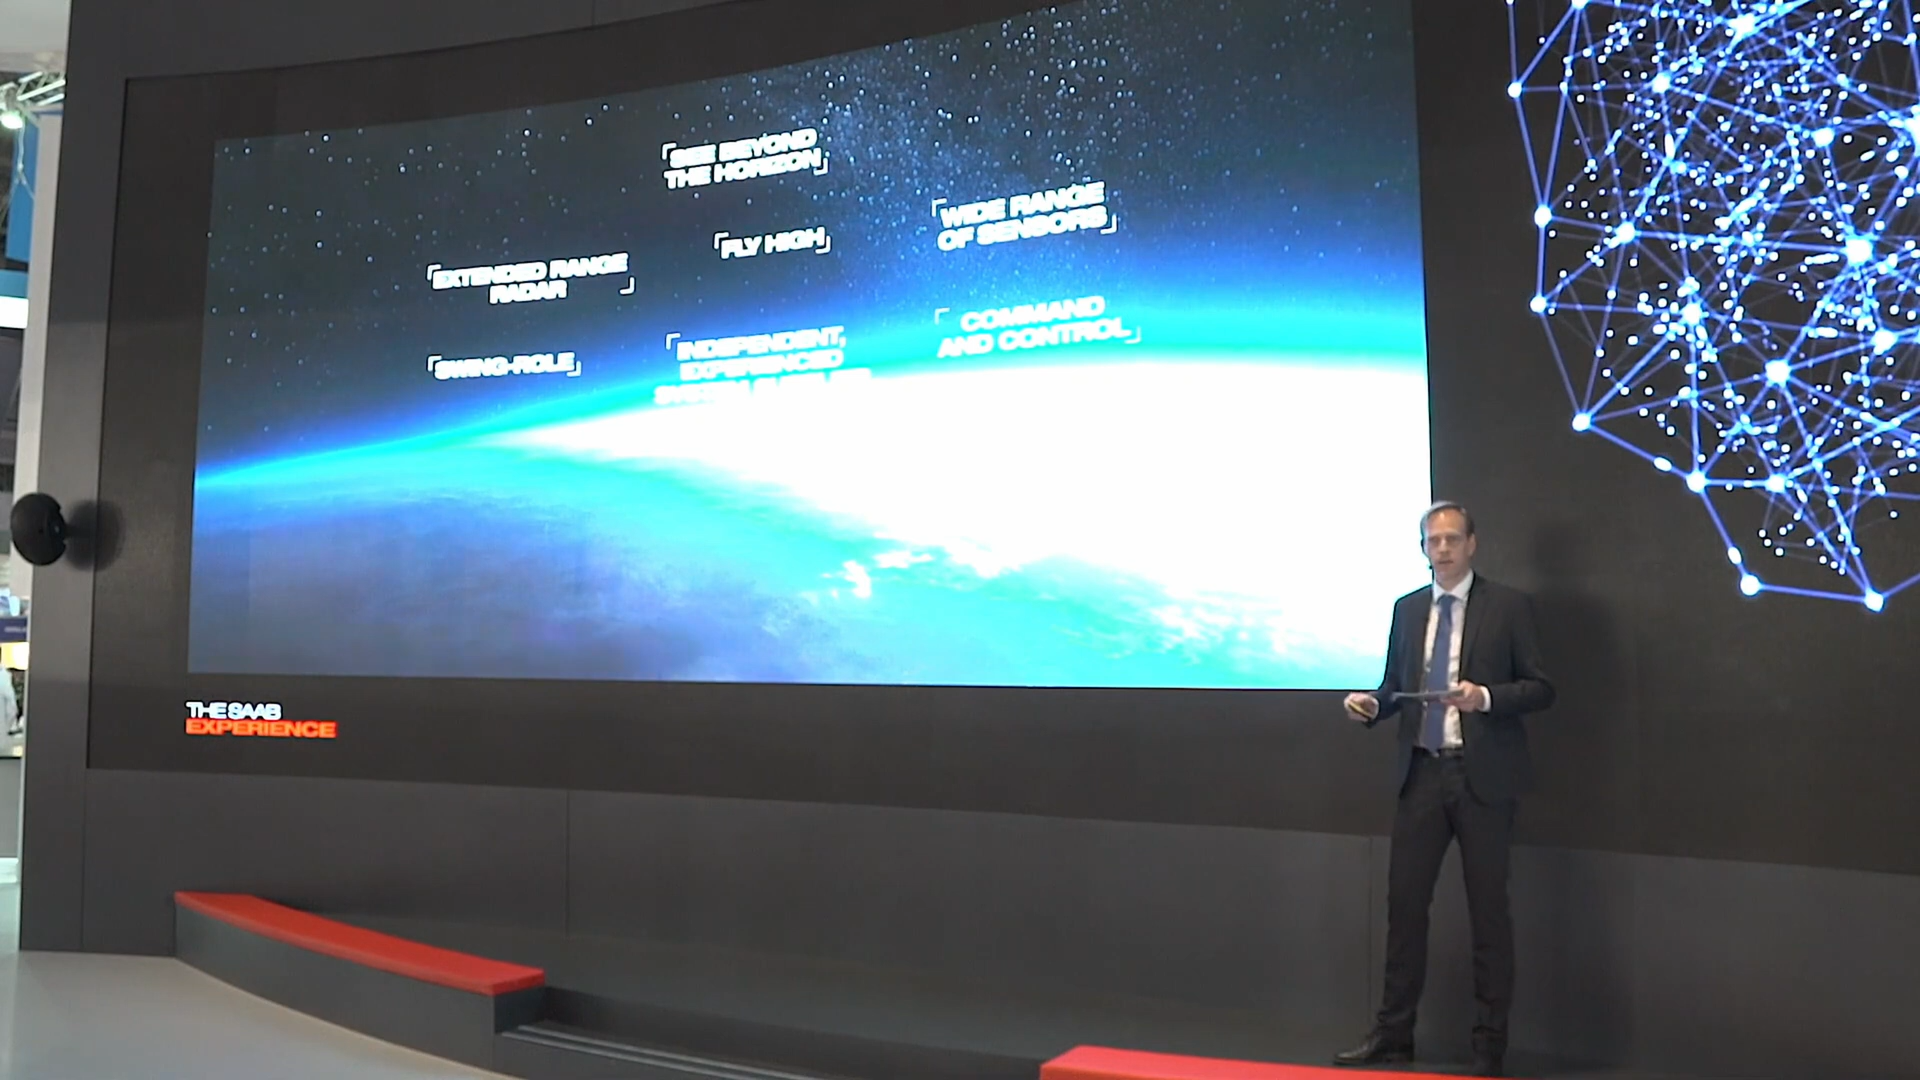 SEE BEYOND
THE HORIZON
WIDE RANGE
OF SENSORS
FLY HIGH
EXTENDED RANGE
RADAR
COMMAND
AND CONTROL
INDEPENDENT,
EXPERIENCED
SWING-ROLE
THE SAAB
EXPERIENCE